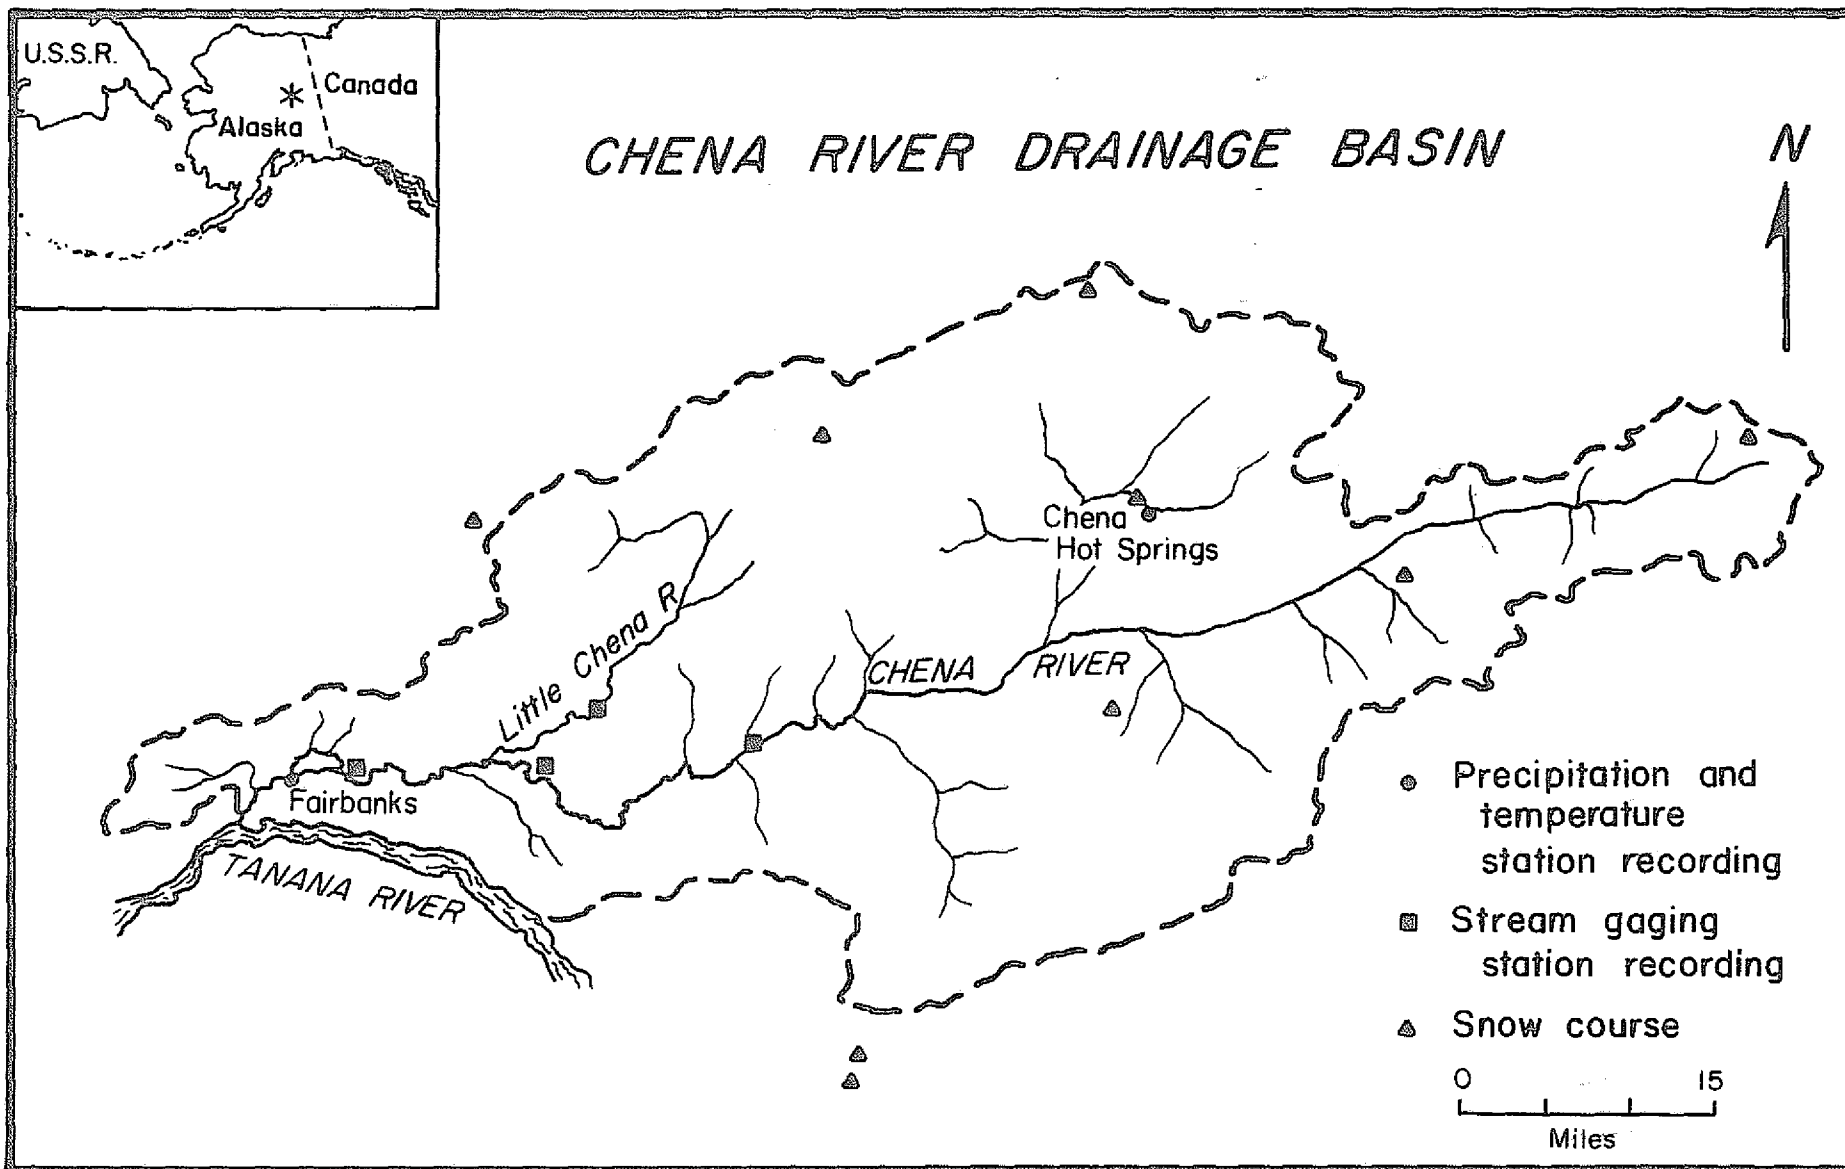 U.S.S.R.
Canada
Alaska
CHENA RIVER DRAINAGE BASIN
N
Chena
Hot Springs
Little Chena R.
CHENA RIVER
Fairbanks
TANANA RIVER
Precipitation and
temperature
station recording
Stream gaging
station recording
Snow course
0 15
Miles